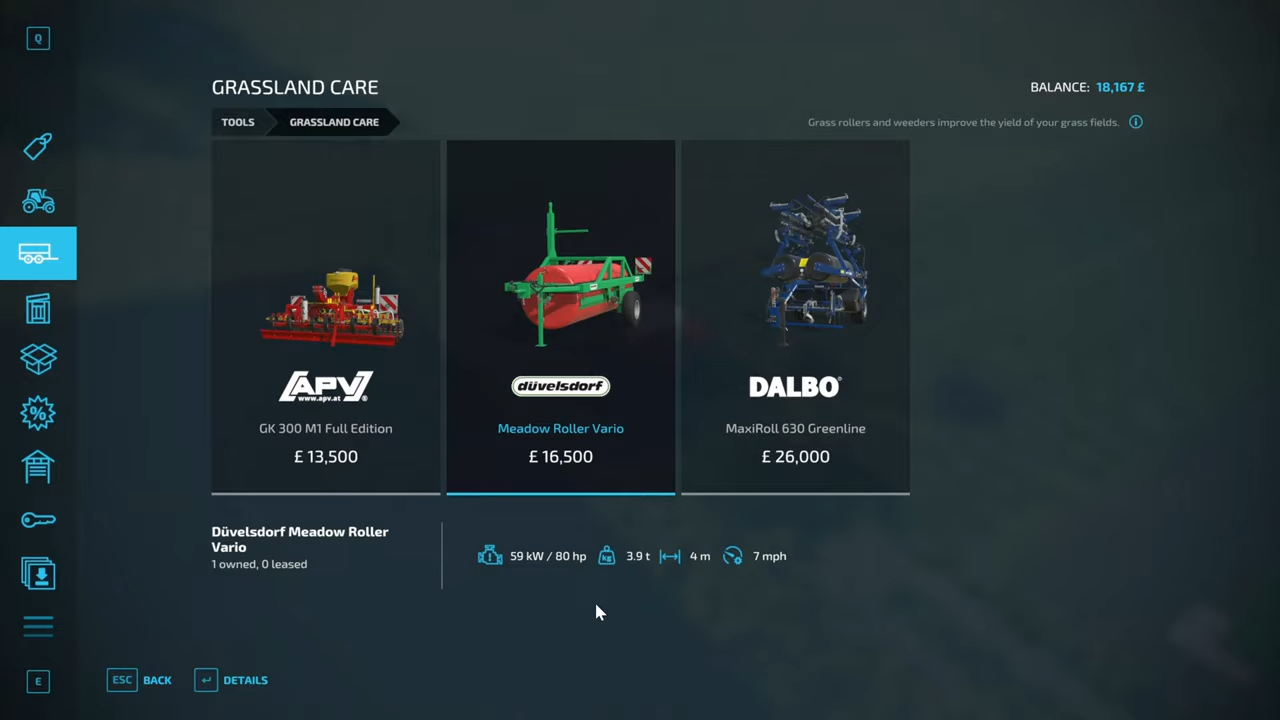 Q
GRASSLAND CARE
BALANCE: 18,167 £
TOOLS
GRASSLAND CARE
Grass rollers and weeders improve the yield of your grass fields.
APV
www.apv.at
GK 300 M1 Full Edition
£ 13,500
düvelsdorf
Meadow Roller Vario
£ 16,500
DALBO
MaxiRoll 630 Greenline
£ 26,000
Düvelsdorf Meadow Roller
Vario
1 owned, 0 leased
59 kW / 80 hp
kg
3.9 t
4 m
7 mph
E
ESC BACK
DETAILS